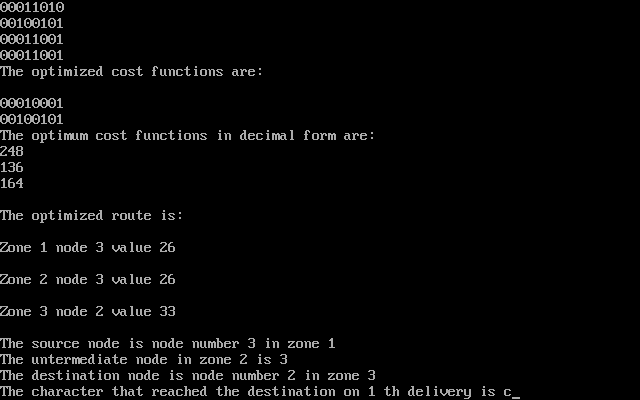 00011010
00100101
00011001
00011001
The optimized cost functions are:
00010001
00100101
The optimum cost functions in decimal form are:
248
136
164
The optimized route is:
Zone 1 node 3 value 26
Zone 2 node 3 value 26
Zone 3 node 2 value 33
The source node is node number 3 in zone 1
The untermediate node in zone 2 is 3
The destination node is node number 2 in zone 3
The character that reached the destination on 1 th delivery is c_